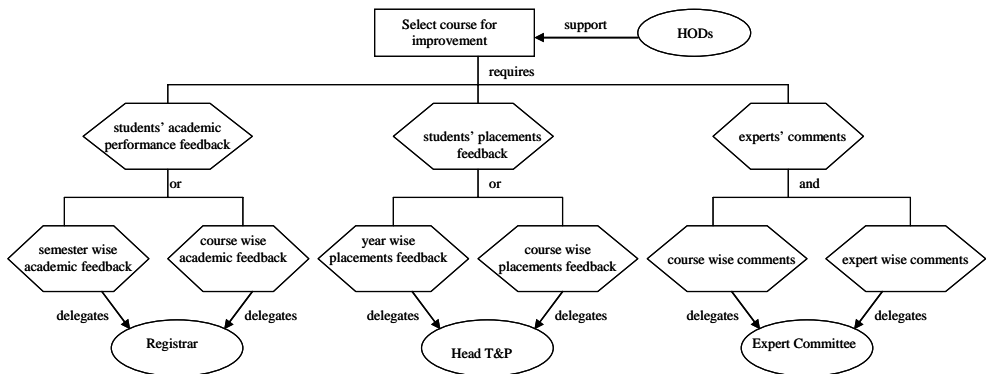 Select course for
improvement
support
HODs
requires
students’ academic
performance feedback
students’ placements
feedback
experts’ comments
or
or
and
semester wise
academic feedback
course wise
academic feedback
year wise
placements feedback
course wise
placements feedback
course wise comments
expert wise comments
delegates
delegates
delegates
delegates
delegates
delegates
Registrar
Head T&P
Expert Committee